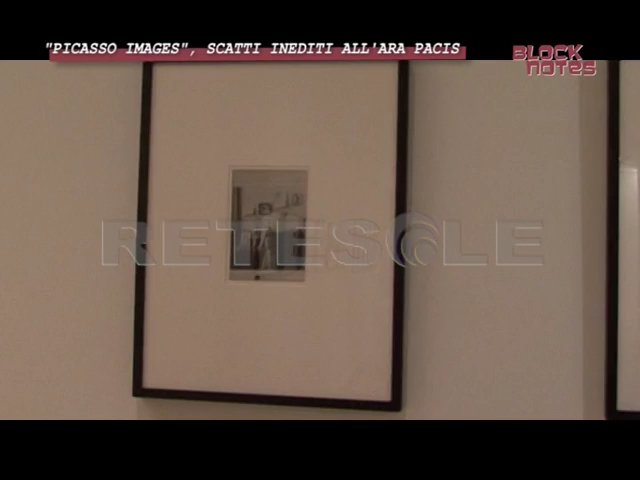 "PICASSO IMAGES", SCATTI INEDITI ALL'ARA PACIS
BLOCK
NOTES
RETESOLE